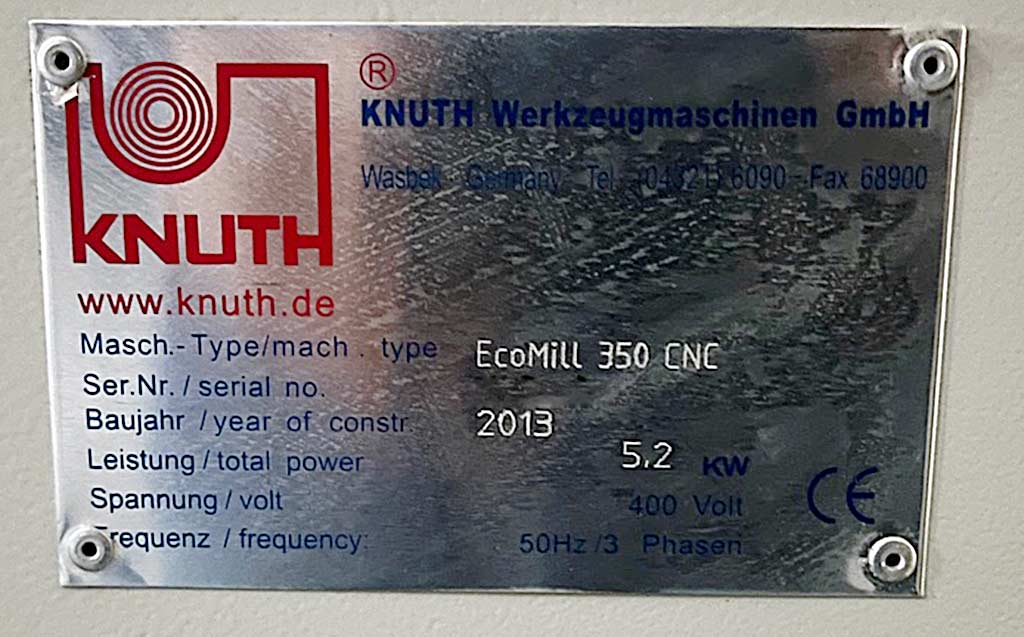 ®
KNUTH Werkzeugmaschinen GmbH
Wasbek Germany Tel (04321) 6090 - Fax 68900
KNUTH
www.knuth.de
Masch.-Type/mach. type EcoMill 350 CNC
Ser.Nr./serial no.
Baujahr/year of constr. 2013
Leistung/total power 5.2 KW
Spannung/volt 400 Volt
CE
Frequenz/frequency: 50Hz/3 Phasen